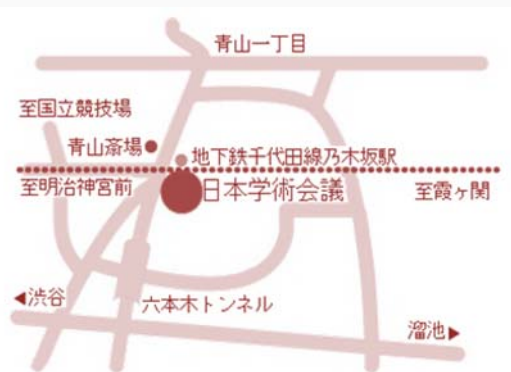 青山一丁目
至国立競技場
青山斎場
地下鉄千代田線乃木坂駅
至明治神宮前
日本学術会議
至霞ヶ関
◀渋谷
六本木トンネル
溜池▶